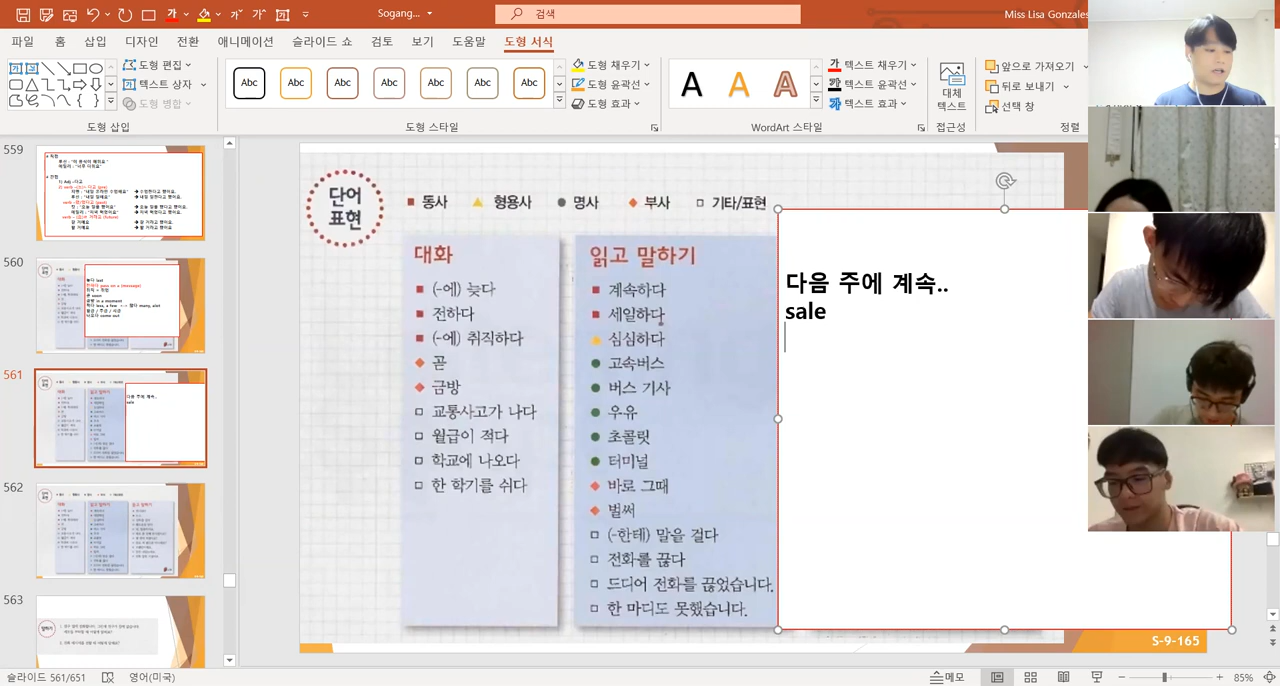 Sogang...
검색
Miss Lisa Gonzales
파일 홈 삽입 디자인 전환 애니메이션 슬라이드 쇼 검토 보기 도움말 도형 서식
도형 편집
텍스트 상자
도형 병합
도형 삽입
Abc Abc Abc Abc Abc Abc Abc
도형 채우기
도형 윤곽선
도형 효과
도형 스타일
A A A
텍스트 채우기
텍스트 윤곽선
텍스트 효과
WordArt 스타일
대체
텍스트
접근성
앞으로 가져오기
뒤로 보내기
선택 창
정렬
559
560
561
562
563
단어
표현
동사 형용사 명사 부사 기타/표현
대화
(-에) 늦다
전하다
(-에) 취직하다
곧
금방
교통사고가 나다
월급이 적다
학교에 나오다
한 학기를 쉬다
읽고 말하기
계속하다
세일하다
심심하다
고속버스
버스 기사
우유
초콜릿
터미널
바로 그때
벌써
(-한테) 말을 걸다
전화를 끊다
드디어 전화를 끊었습니다.
한 마디도 못했습니다.
다음 주에 계속..
sale
S-9-165
슬라이드 561/651
영어(미국)
메모
85%